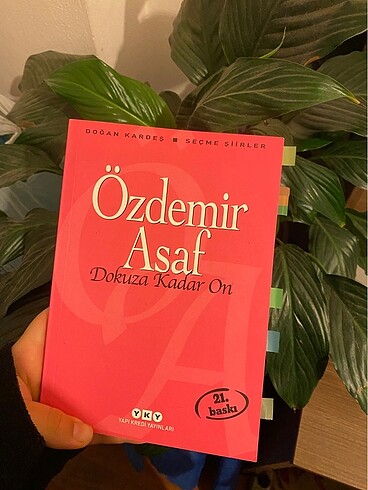 DOĞAN KARDEŞ ■ SEÇME ŞİİRLER
Özdemir
Asaf
Dokuza Kadar On
21.
baskı
YKY
YAPI KREDİ YAYINLARI